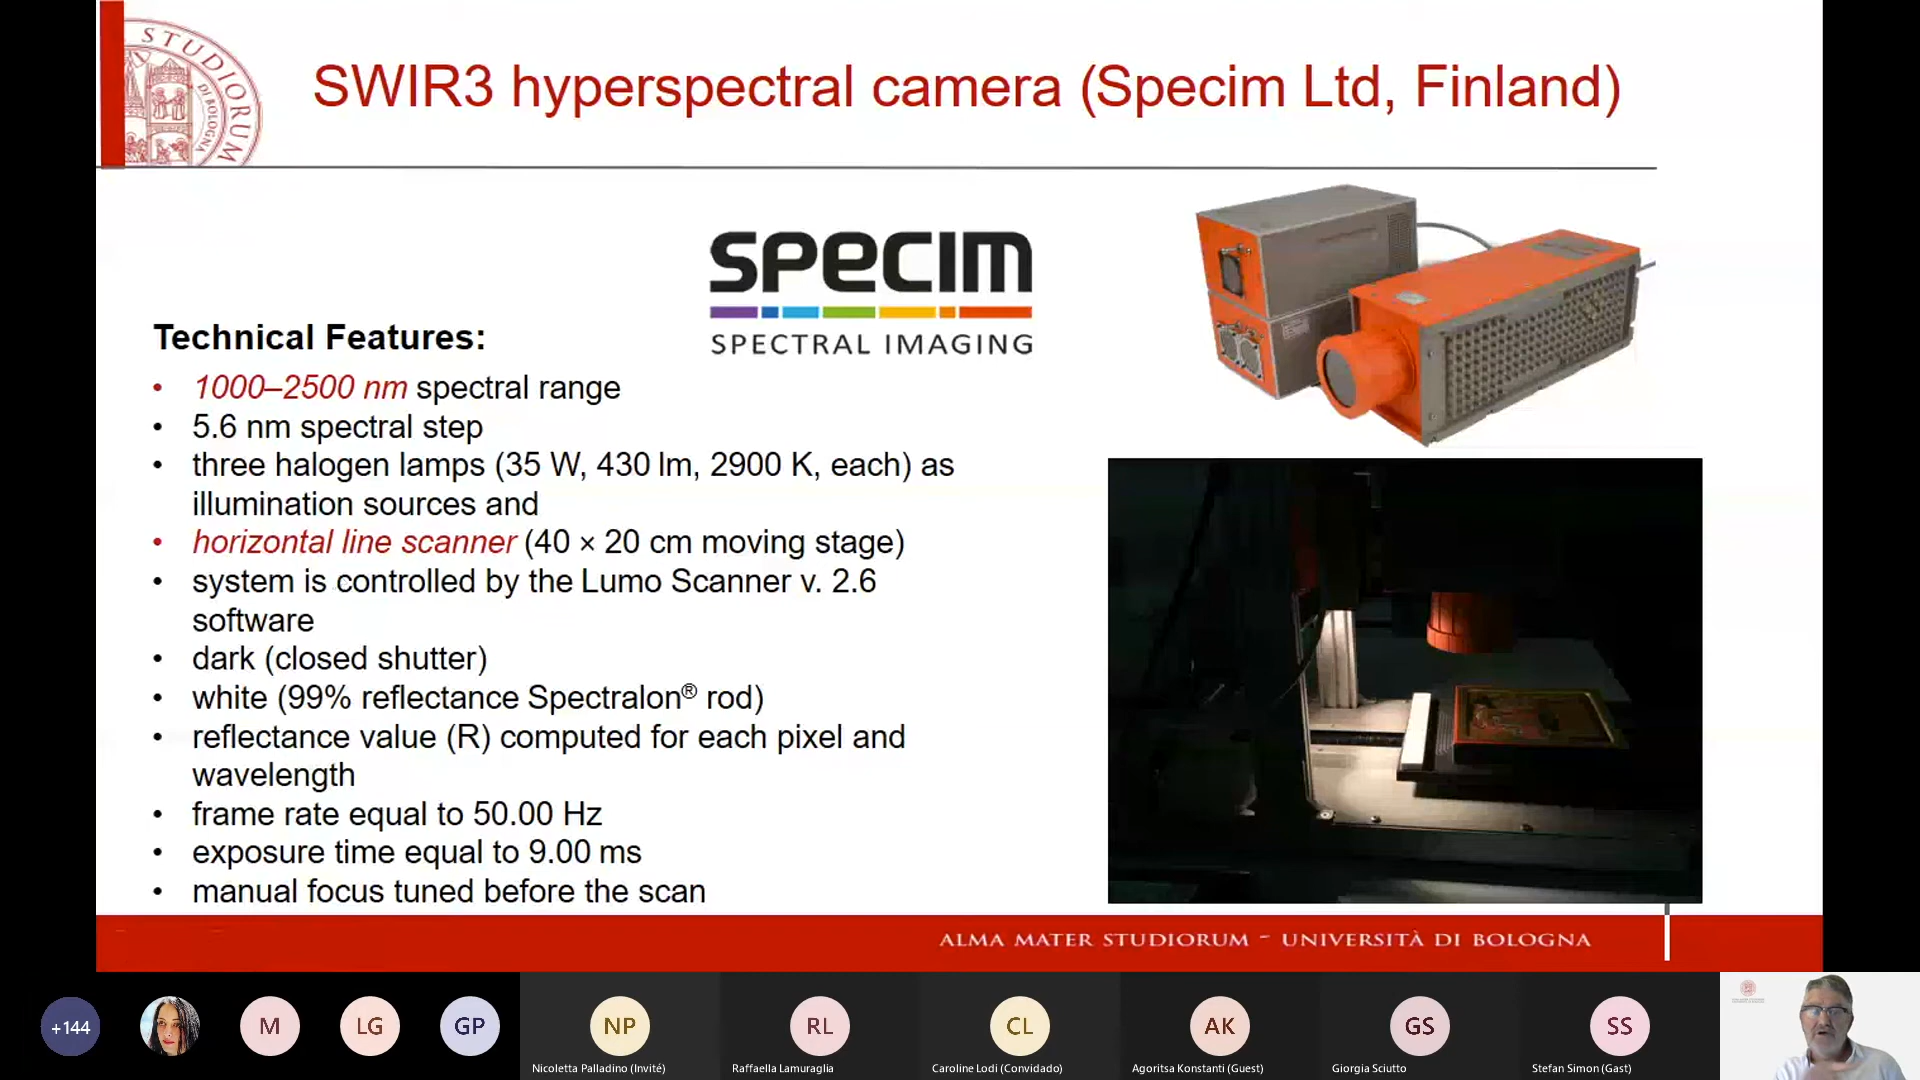 STUDIORUM
DI BOLOGNA
SWIR3 hyperspectral camera (Specim Ltd, Finland)
SPECIM
SPECTRAL IMAGING
Technical Features:
• 1000–2500 nm spectral range
• 5.6 nm spectral step
• three halogen lamps (35 W, 430 lm, 2900 K, each) as
illumination sources and
• horizontal line scanner (40 × 20 cm moving stage)
• system is controlled by the Lumo Scanner v. 2.6
software
• dark (closed shutter)
• white (99% reflectance Spectralon® rod)
• reflectance value (R) computed for each pixel and
wavelength
• frame rate equal to 50.00 Hz
• exposure time equal to 9.00 ms
• manual focus tuned before the scan
ALMA MATER STUDIORUM - UNIVERSITÀ DI BOLOGNA
+144
M
LG
GP
NP
Nicoletta Palladino (Invité)
RL
Raffaella Lamuraglia
CL
Caroline Lodi (Convidado)
AK
Agoritsa Konstanti (Guest)
GS
Giorgia Sciutto
SS
Stefan Simon (Gast)